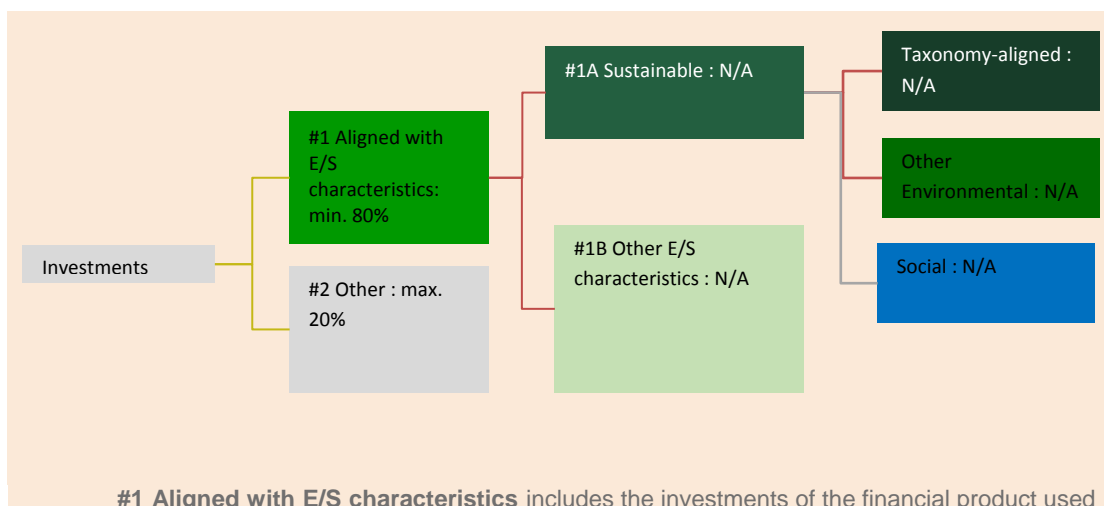 Investments
#1 Aligned with
E/S
characteristics:
min. 80%
#2 Other : max.
20%
#1A Sustainable : N/A
#1B Other E/S
characteristics : N/A
Taxonomy-aligned :
N/A
Other
Environmental : N/A
Social : N/A
#1 Aligned with E/S characteristics includes the investments of the financial product used